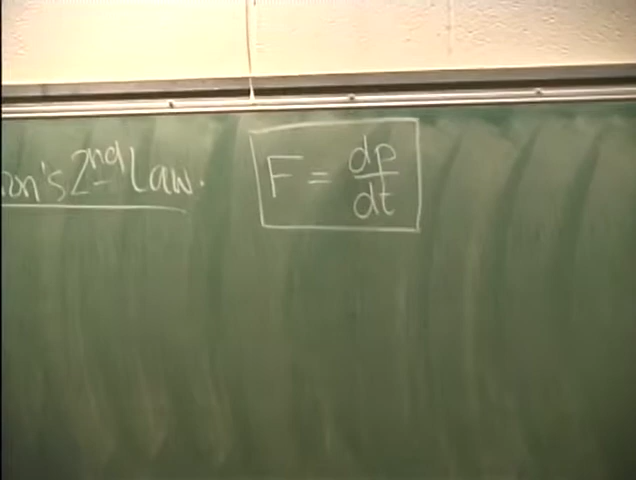 on's 2nd Law.
F = dp/dt